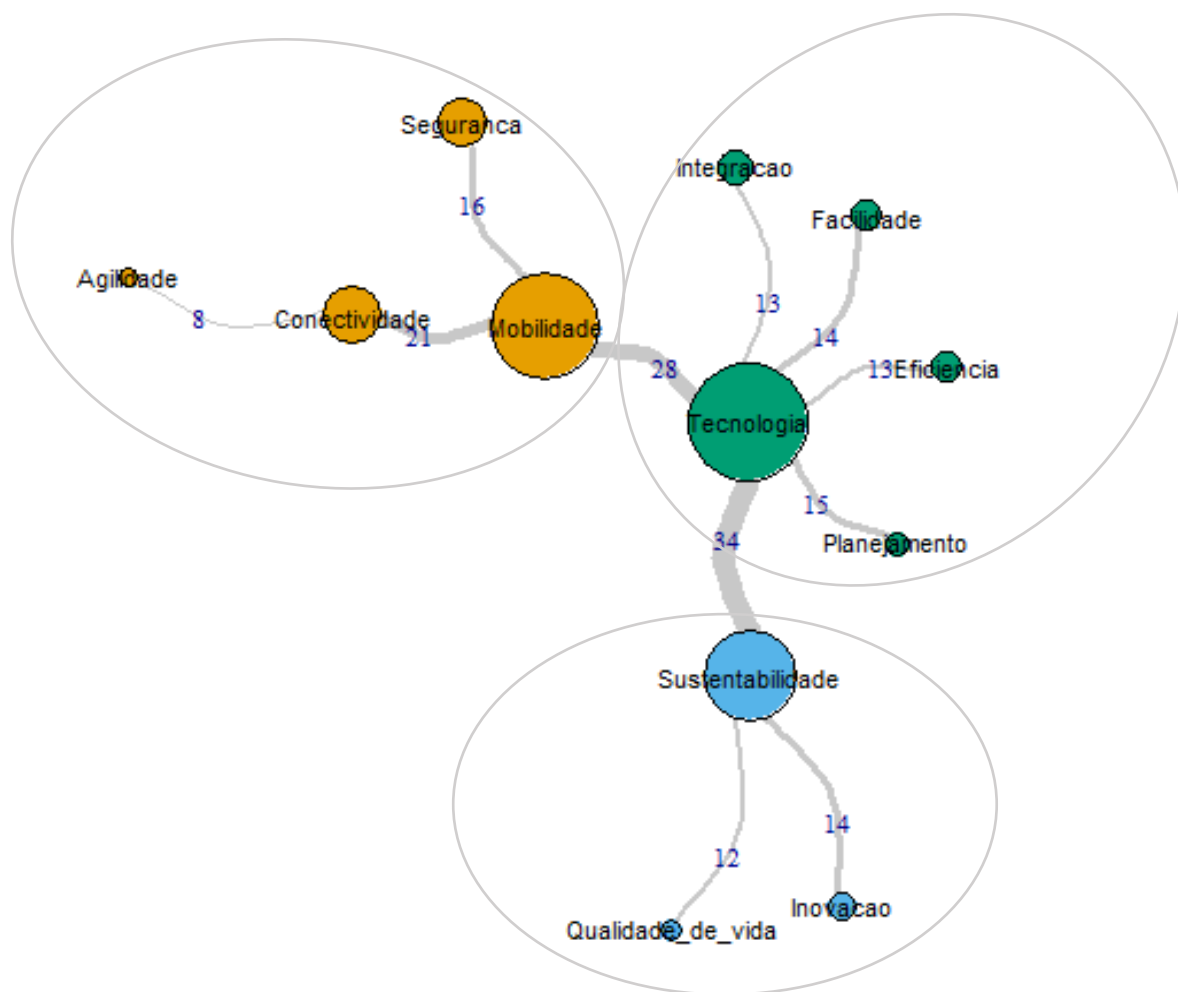 Seguranca
16
Agilidade
8
Conectividade
21
Mobilidade
28
Integracao
13
Facilidade
14
13
Eficiencia
Tecnologia
15
Planejamento
34
Sustentabilidade
12
14
Qualidade_de_vida
Inovacao